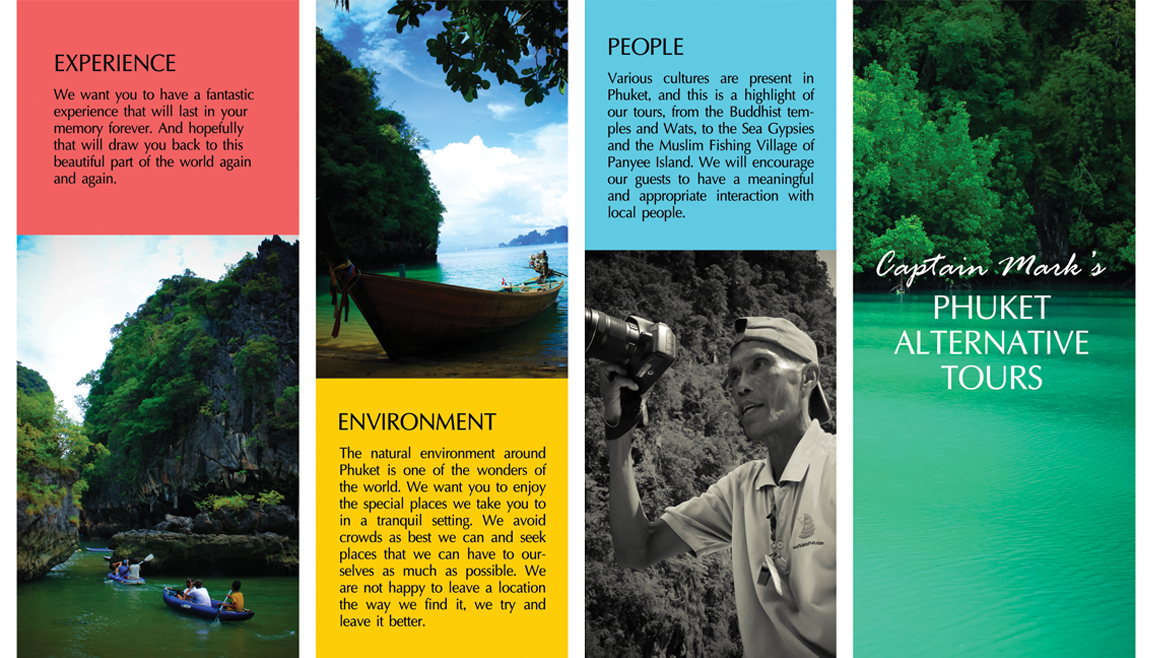 EXPERIENCE
We want you to have a fantastic
experience that will last in your
memory forever. And hopefully
that will draw you back to this
beautiful part of the world again
and again.
ENVIRONMENT
The natural environment around
Phuket is one of the wonders of
the world. We want you to enjoy
the special places we take you to
in a tranquil setting. We avoid
crowds as best we can and seek
places that we can have to our-
selves as much as possible. We
are not happy to leave a location
the way we find it, we try and
leave it better.
PEOPLE
Various cultures are present in
Phuket, and this is a highlight of
our tours, from the Buddhist tem-
ples and Wats, to the Sea Gypsies
and the Muslim Fishing Village of
Panyee Island. We will encourage
our guests to have a meaningful
and appropriate interaction with
local people.
Captain Mark's
PHUKET
ALTERNATIVE
TOURS